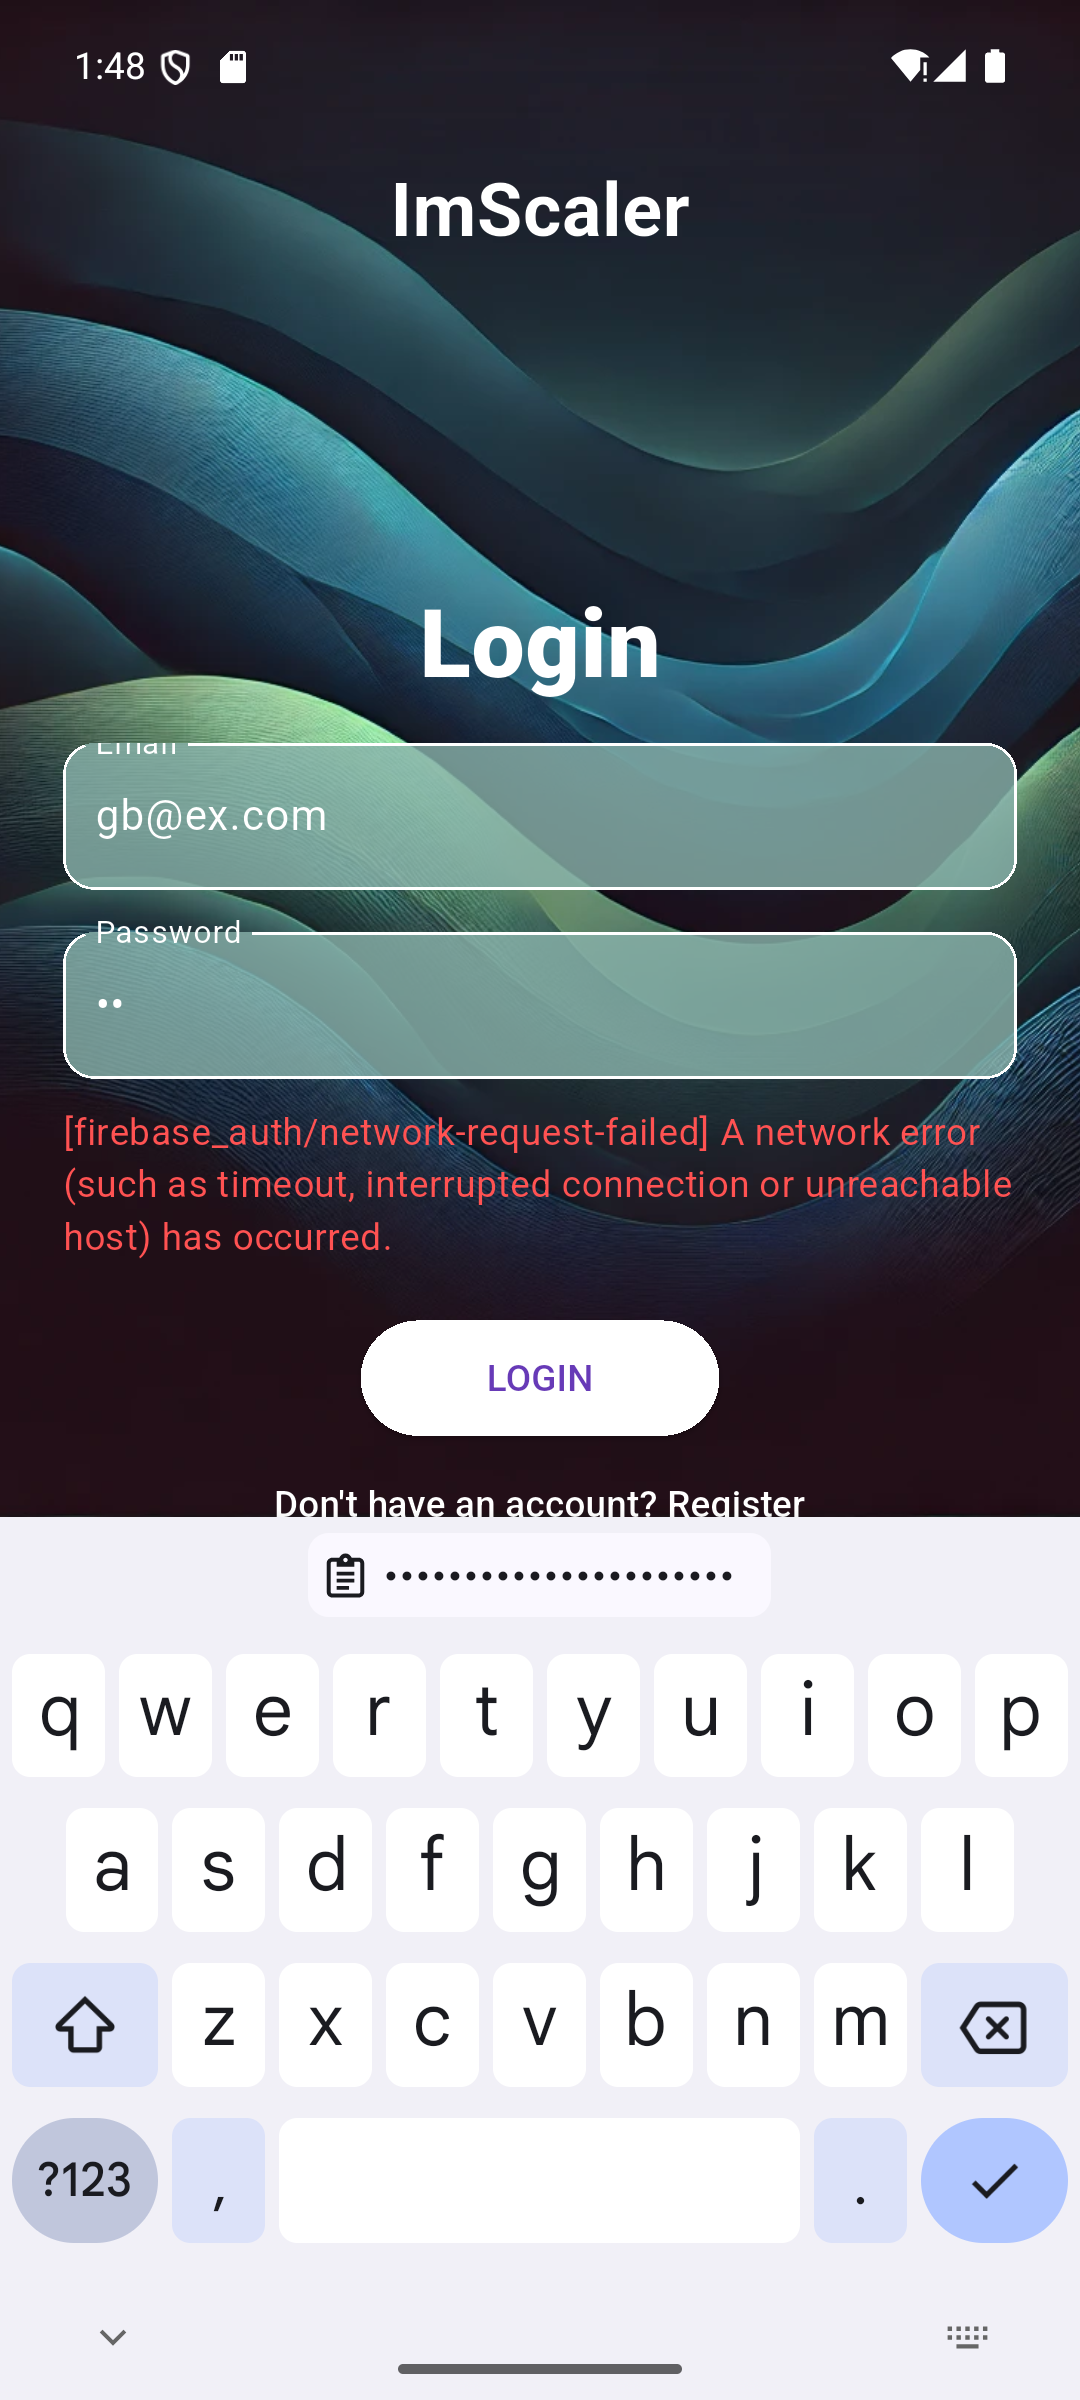 1:48
ImScaler
Login
Email
gb@ex.com
Password
••
[firebase_auth/network-request-failed] A network error
(such as timeout, interrupted connection or unreachable
host) has occurred.
LOGIN
Don't have an account? Register
••••••••••••••••••••••
q w e r t y u i o p
a s d f g h j k l
z x c v b n m
?123 , .